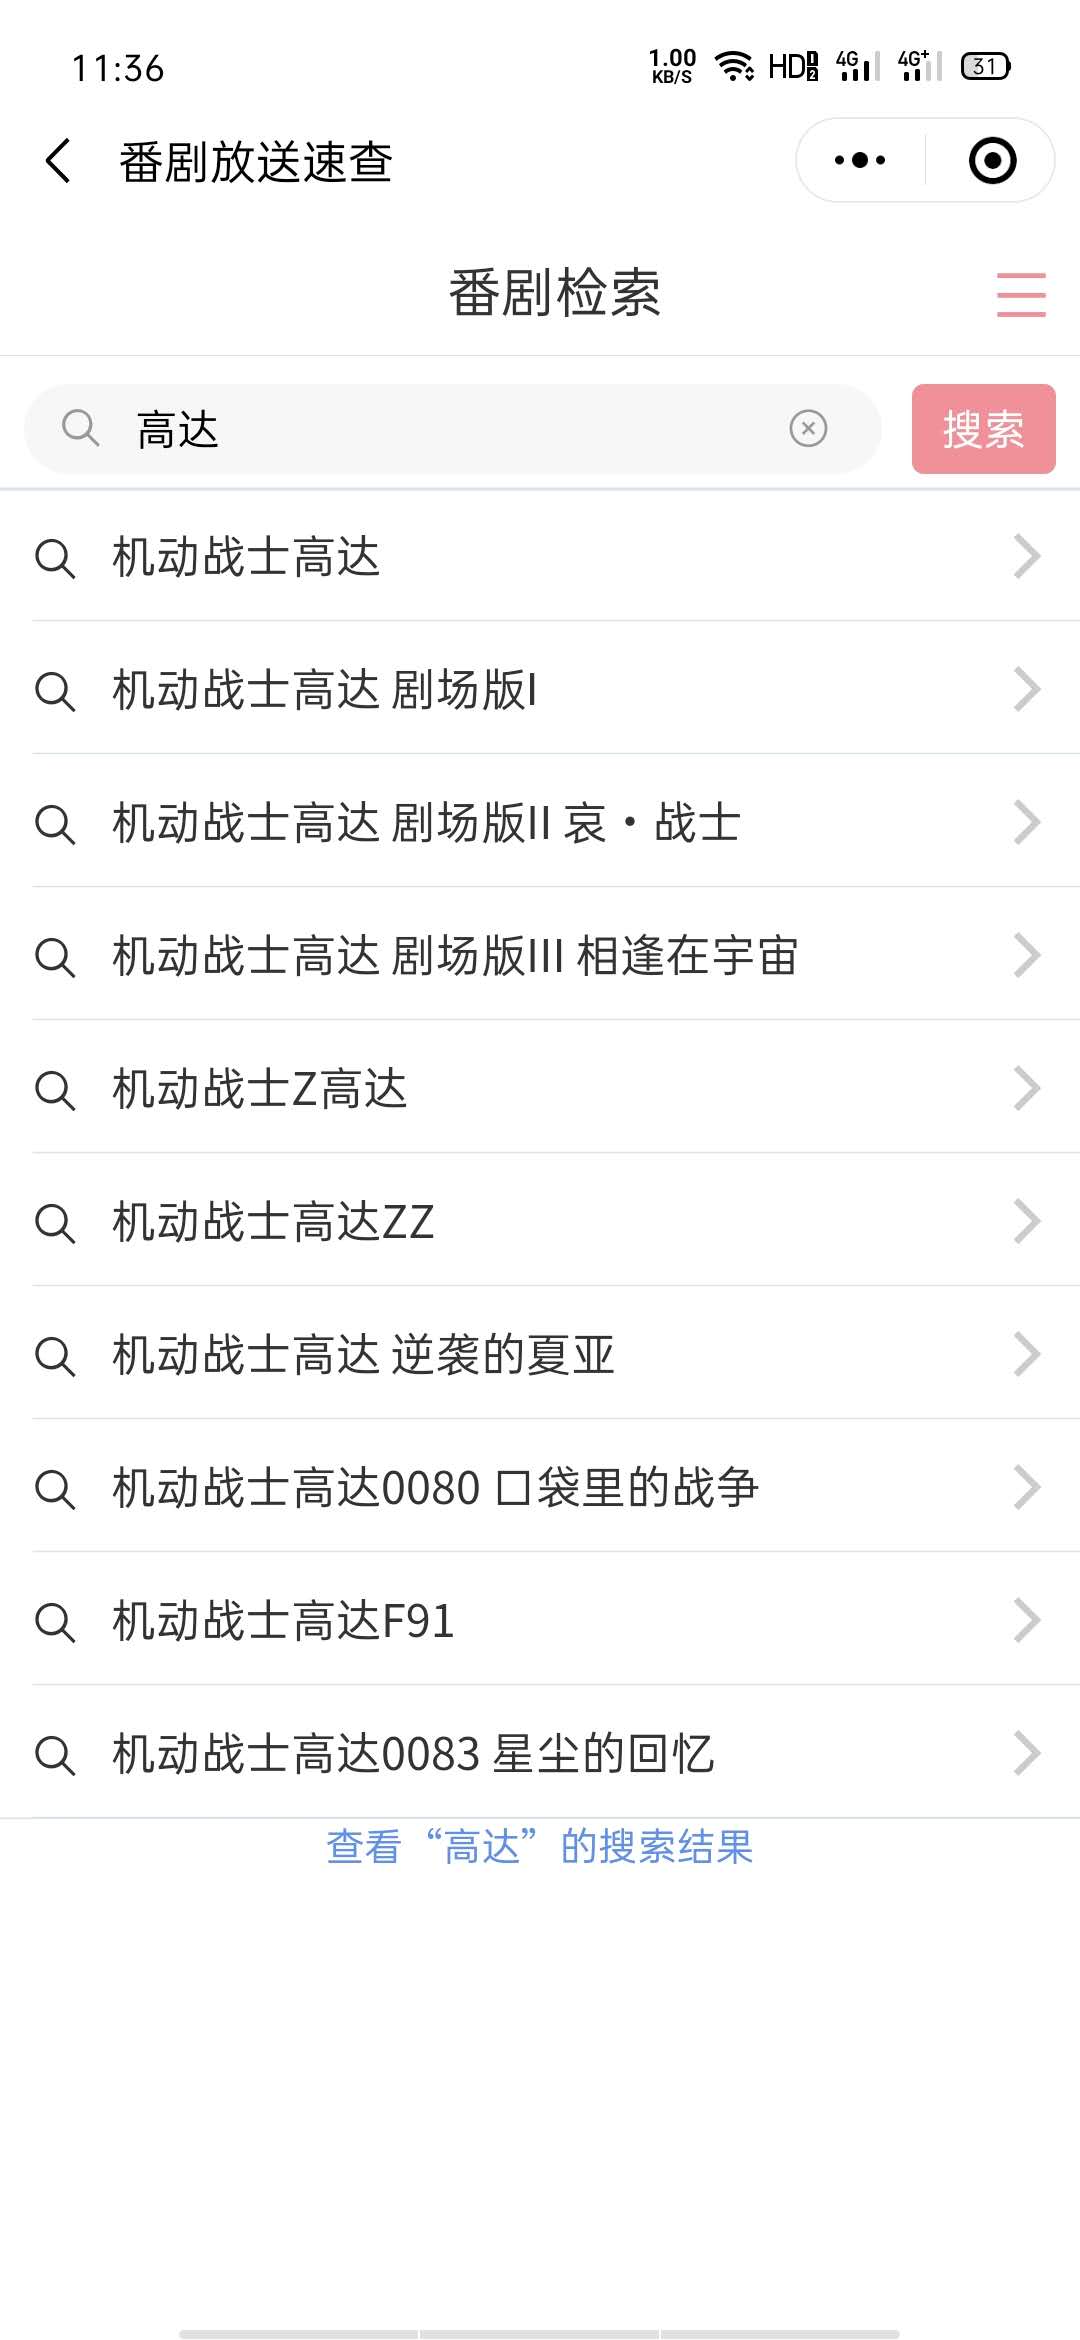 11:36
1.00
KB/S
HD 1 2
4G
4G+
31
番剧放送速查
番剧检索
高达
搜索
机动战士高达
机动战士高达 剧场版I
机动战士高达 剧场版II 哀·战士
机动战士高达 剧场版III 相逢在宇宙
机动战士Z高达
机动战士高达ZZ
机动战士高达 逆袭的夏亚
机动战士高达0080 口袋里的战争
机动战士高达F91
机动战士高达0083 星尘的回忆
查看“高达”的搜索结果